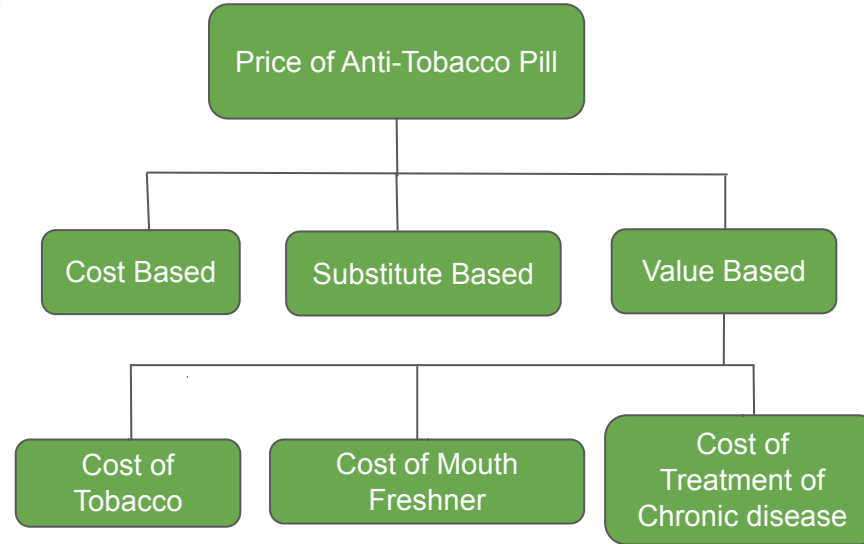 Price of Anti-Tobacco Pill
Cost Based
Substitute Based
Value Based
Cost of
Tobacco
Cost of Mouth
Freshner
Cost of
Treatment of
Chronic disease